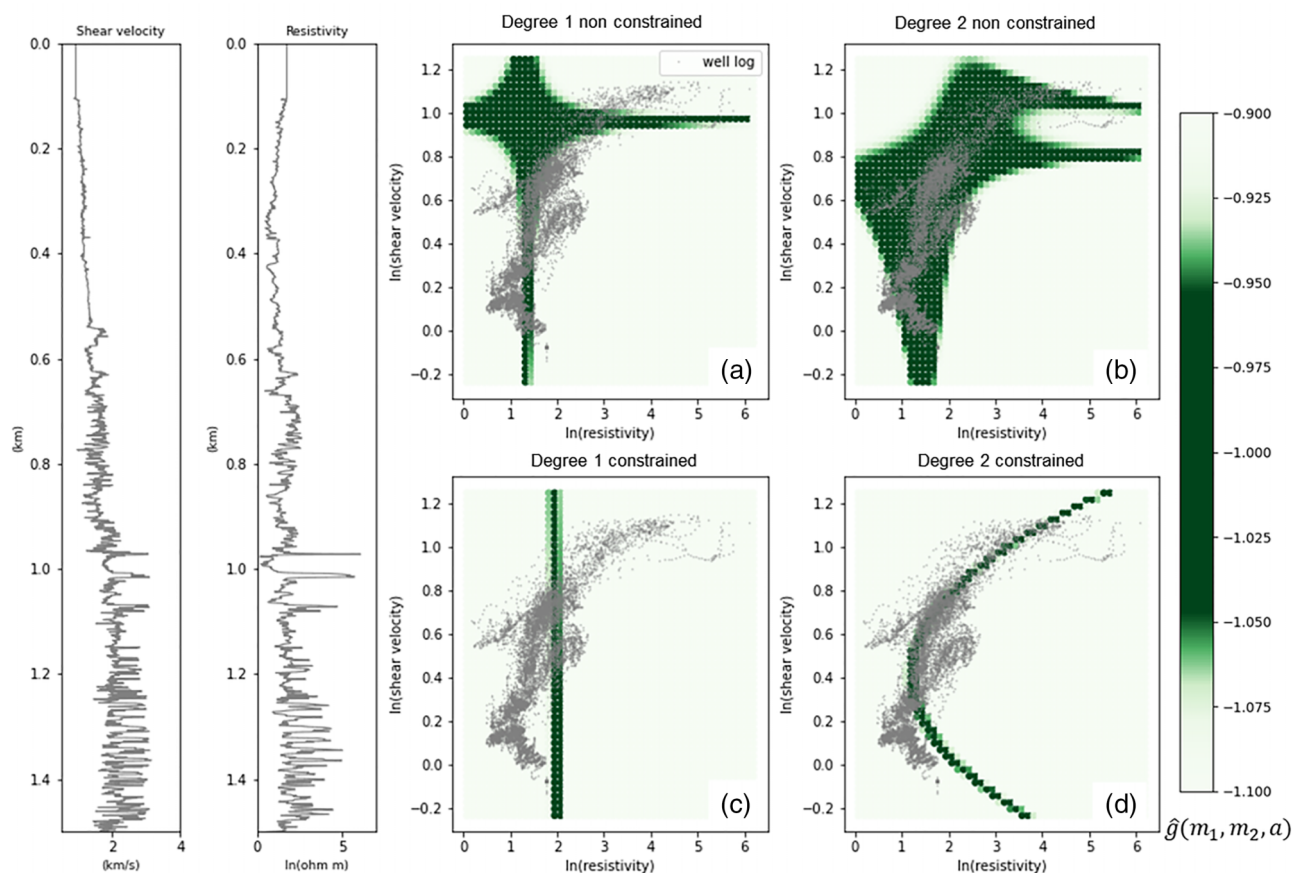 Shear velocity
0.0
0.2
0.4
0.6
0.8
1.0
1.2
1.4
(km)
2
4
(km/s)
Resistivity
0.0
0.2
0.4
0.6
0.8
1.0
1.2
1.4
(km)
0
5
ln(ohm m)
Degree 1 non constrained
well log
1.2
1.0
0.8
0.6
0.4
0.2
0.0
−0.2
ln(shear velocity)
(a)
0 1 2 3 4 5 6
ln(resistivity)
Degree 2 non constrained
1.2
1.0
0.8
0.6
0.4
0.2
0.0
−0.2
ln(shear velocity)
(b)
0 1 2 3 4 5 6
ln(resistivity)
Degree 1 constrained
1.2
1.0
0.8
0.6
0.4
0.2
0.0
−0.2
ln(shear velocity)
(c)
0 1 2 3 4 5 6
ln(resistivity)
Degree 2 constrained
1.2
1.0
0.8
0.6
0.4
0.2
0.0
−0.2
ln(shear velocity)
(d)
0 1 2 3 4 5 6
ln(resistivity)
−0.900
−0.925
−0.950
−0.975
−1.000
−1.025
−1.050
−1.075
−1.100
ĝ(m₁, m₂, a)